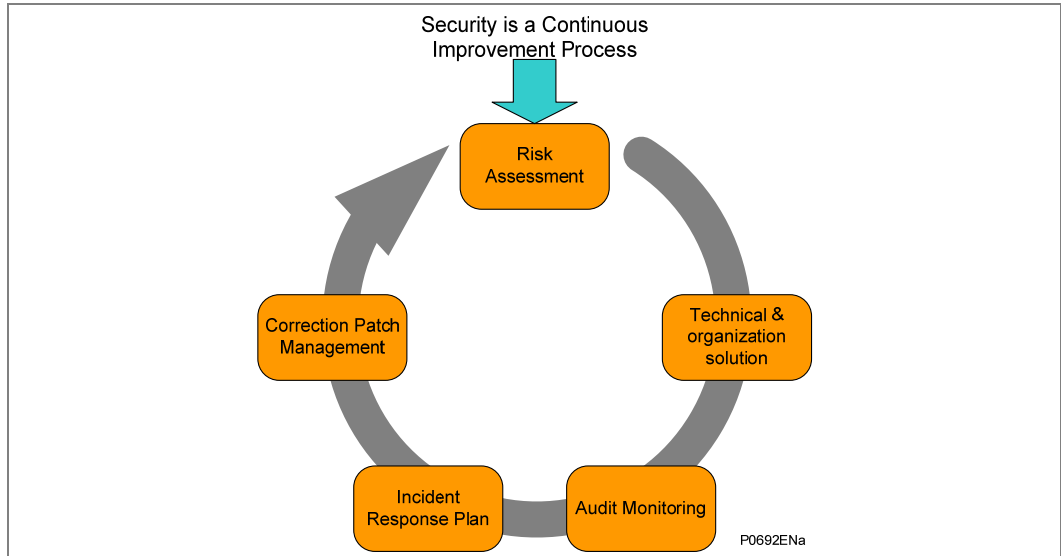 Security is a Continuous
Improvement Process
Risk
Assessment
Technical &
organization
solution
Audit Monitoring
Incident
Response Plan
Correction Patch
Management
P0692ENa